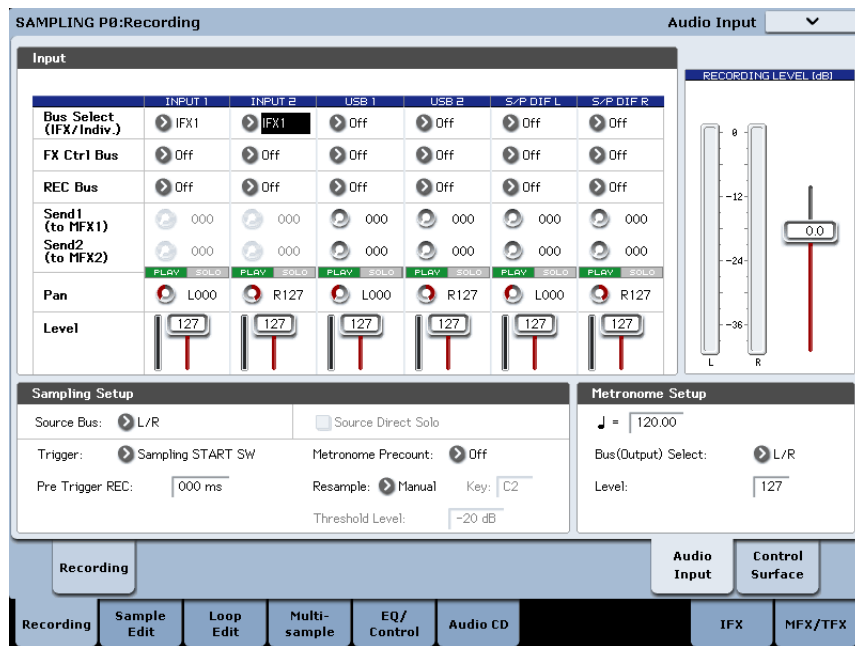 SAMPLING P0:Recording
Audio Input
Input
RECORDING LEVEL (dB)
INPUT 1 INPUT 2 USB 1 USB 2 S/P DIF L S/P DIF R
Bus Select
(IFX/Indiv.)
IFX1 IFX1 Off Off Off Off
FX Ctrl Bus Off Off Off Off Off Off
REC Bus Off Off Off Off Off Off
Send1
(to MFX1)
000 000 000 000 000 000
Send2
(to MFX2)
000 000 000 000 000 000
PLAY SOLO PLAY SOLO PLAY SOLO PLAY SOLO PLAY SOLO PLAY SOLO
Pan L000 R127 L000 R127 L000 R127
Level 127 127 127 127 127 127
0
-12
-24
-36
L R
0.0
Sampling Setup
Source Bus: L/R
Source Direct Solo
Trigger: Sampling START SW
Metronome Precount: Off
Pre Trigger REC: 000 ms
Resample: Manual Key: C2
Threshold Level: -20 dB
Metronome Setup
♩ = 120.00
Bus(Output) Select: L/R
Level: 127
Recording
Audio
Input
Control
Surface
Recording
Sample
Edit
Loop
Edit
Multi-
sample
EQ/
Control
Audio CD
IFX
MFX/TFX